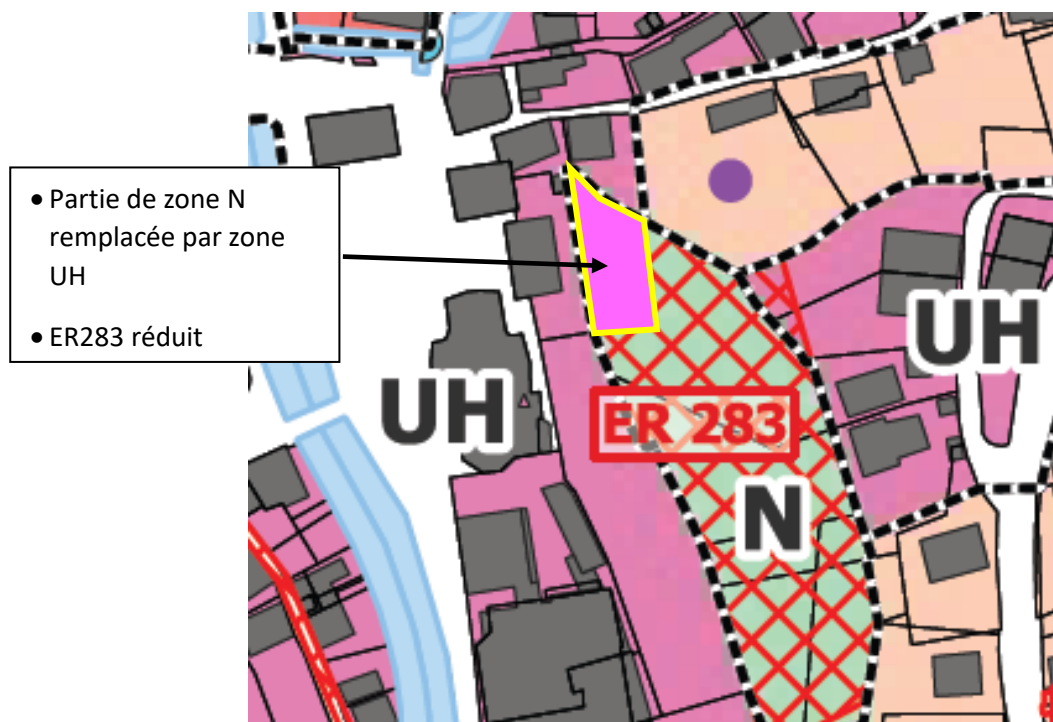 • Partie de zone N
remplacée par zone
UH
• ER283 réduit
UH
UH
ER 283
N